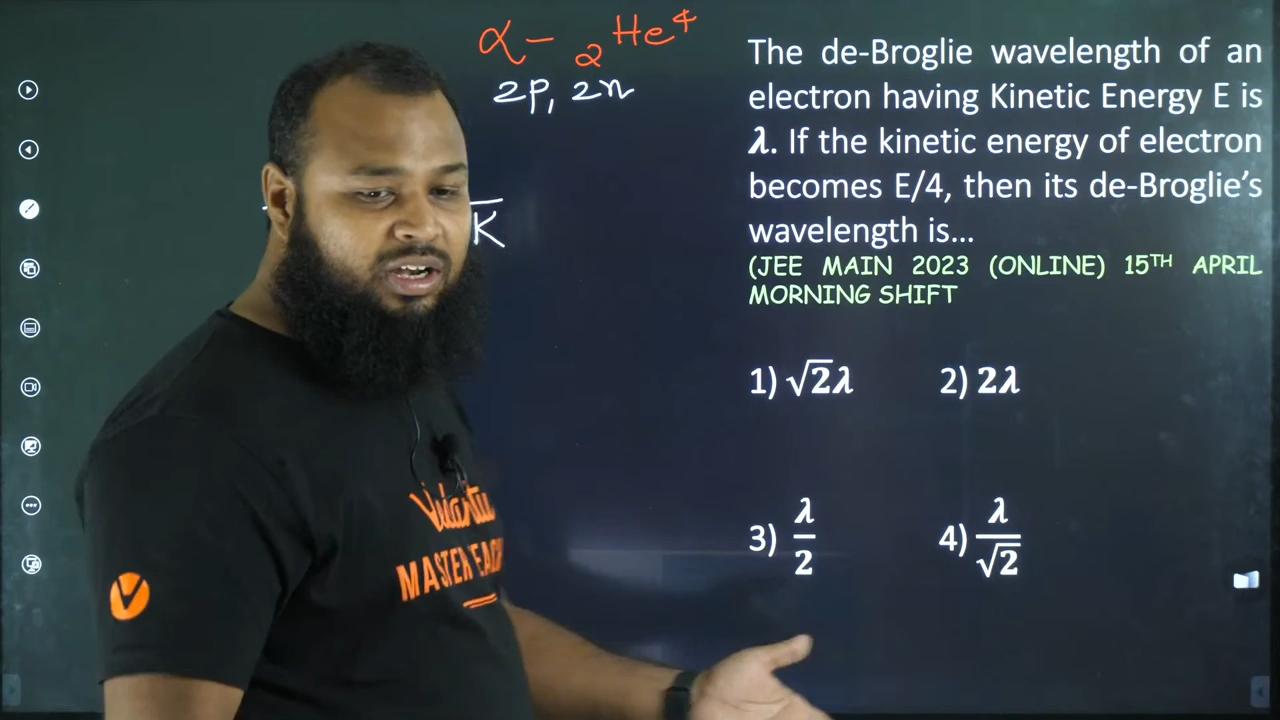 α - ₂He⁴
2p, 2n
K
The de-Broglie wavelength of an
electron having Kinetic Energy E is
λ. If the kinetic energy of electron
becomes E/4, then its de-Broglie’s
wavelength is...
(JEE MAIN 2023 (ONLINE) 15TH APRIL
MORNING SHIFT
1) √2λ 2) 2λ
3) λ/2 4) λ/√2
MASTER